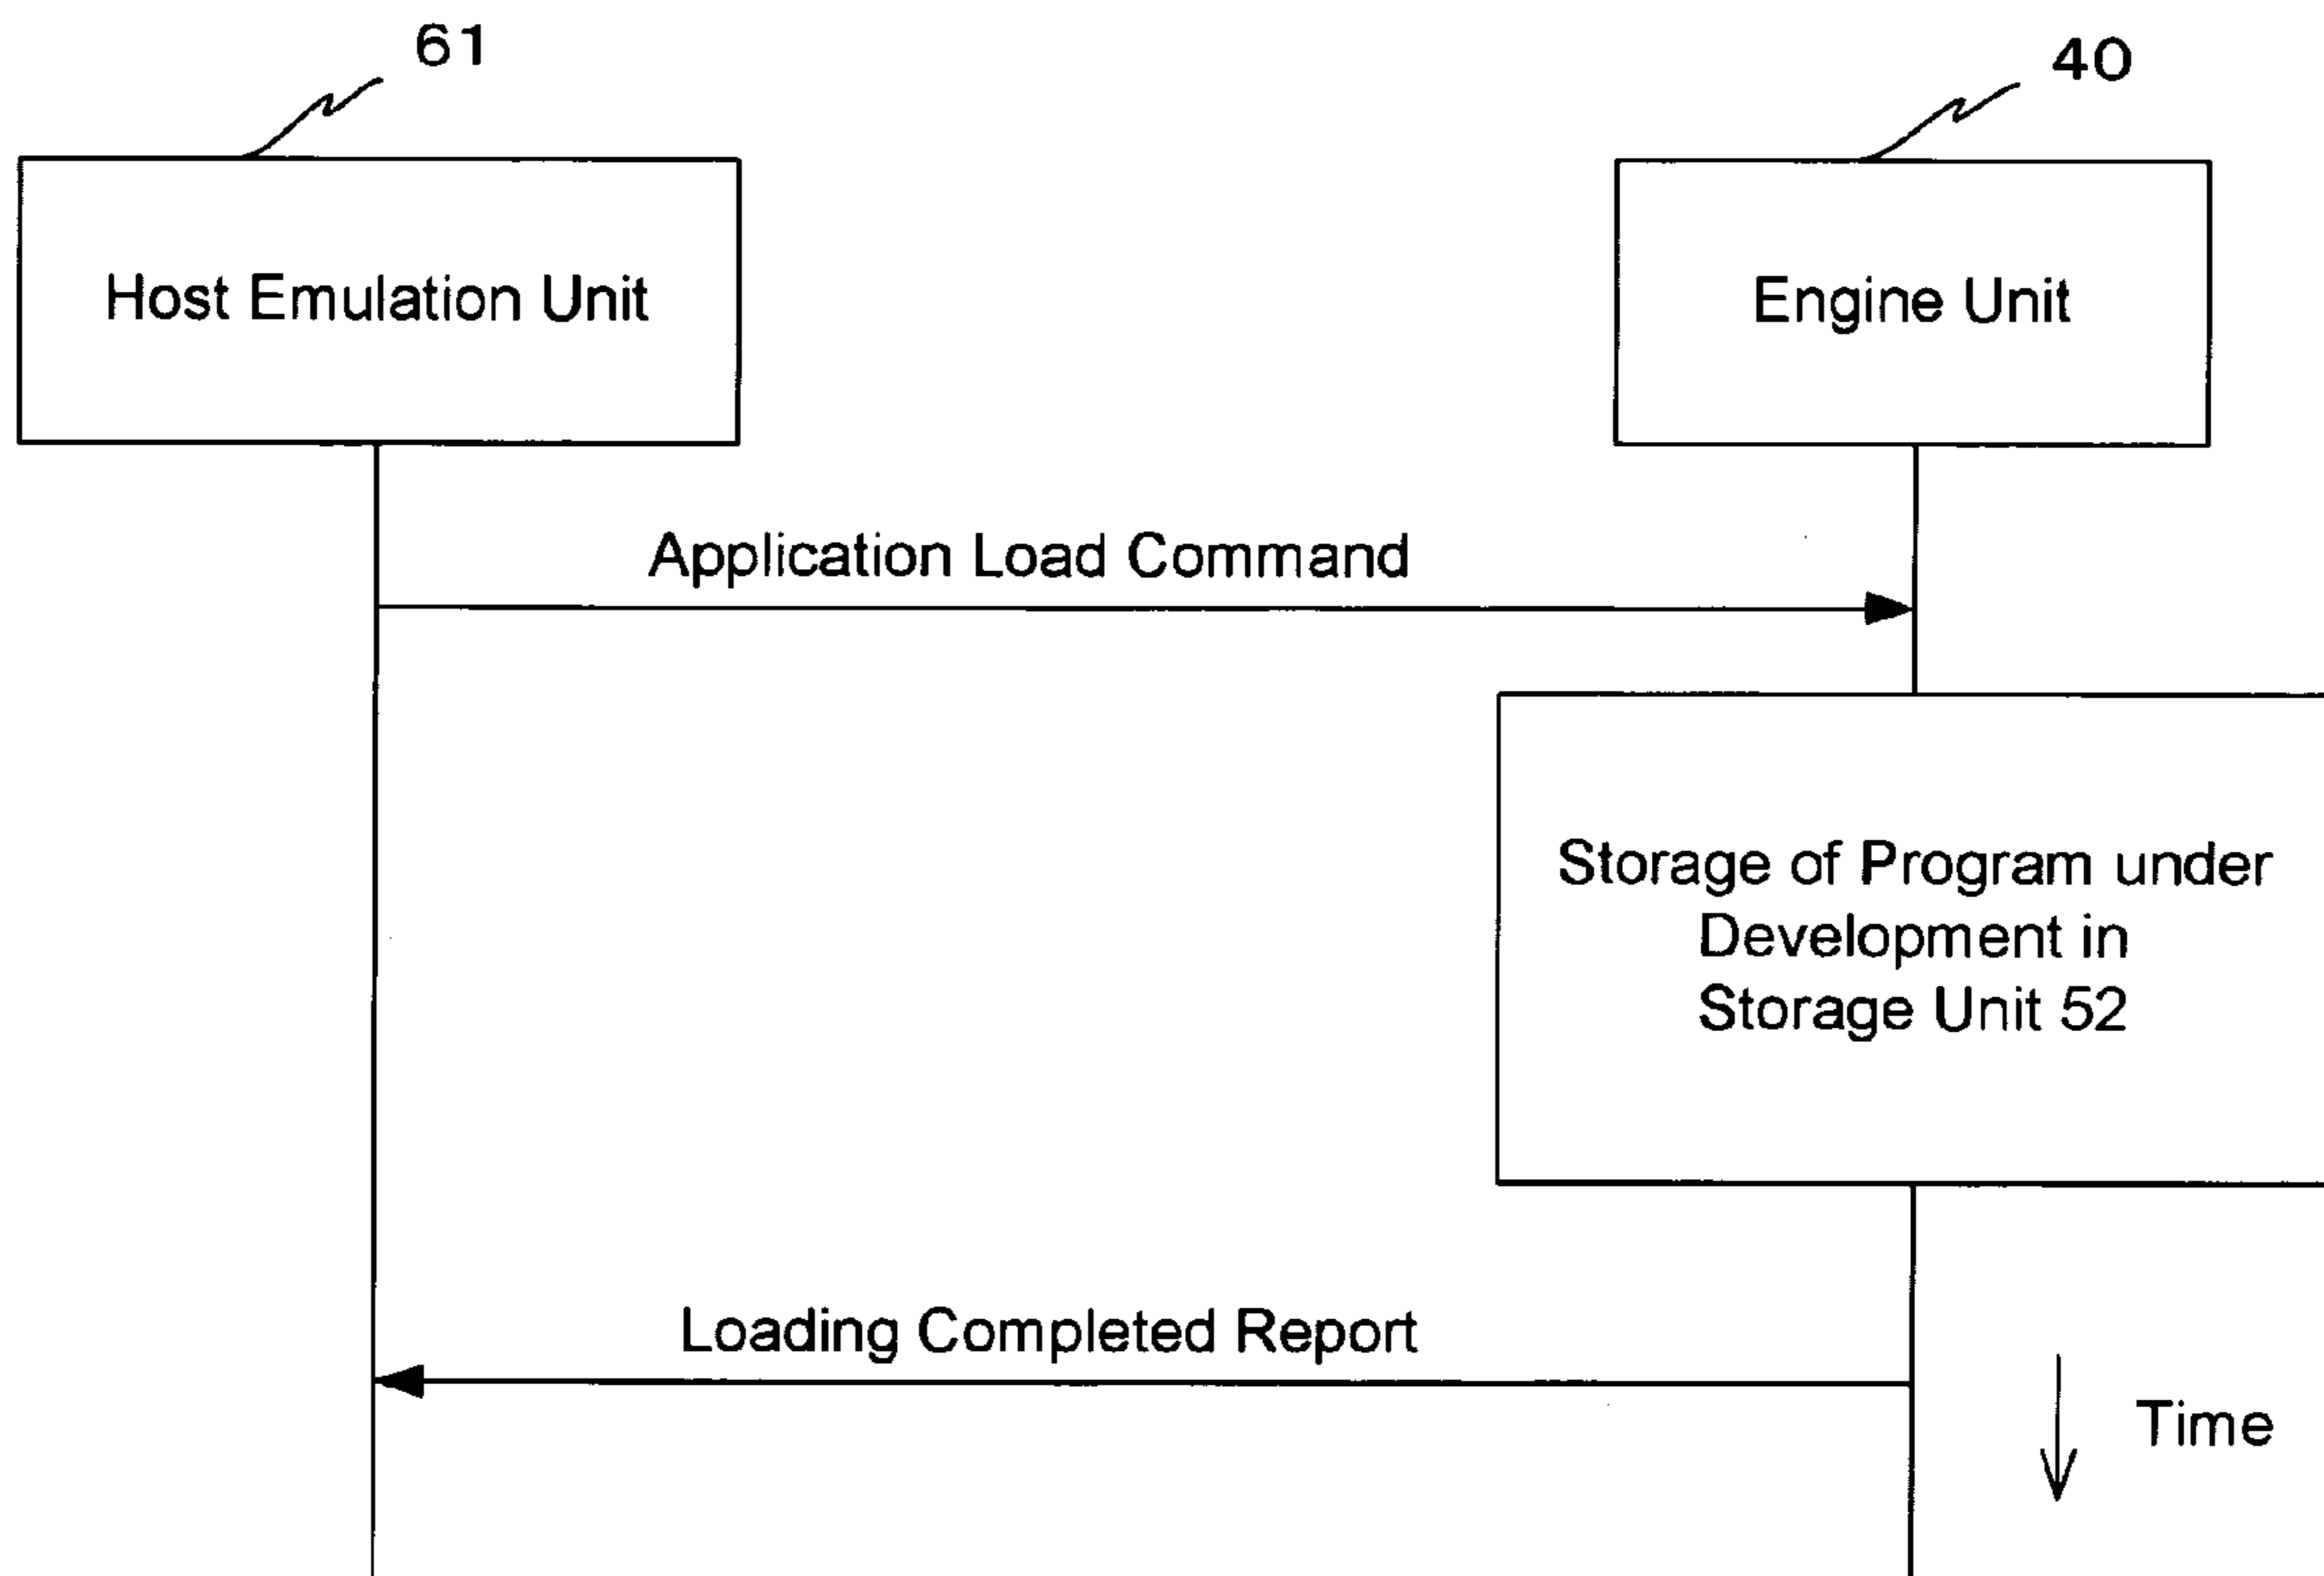 61
40
Host Emulation Unit
Engine Unit
Application Load Command
Storage of Program under
Development in
Storage Unit 52
Loading Completed Report
Time